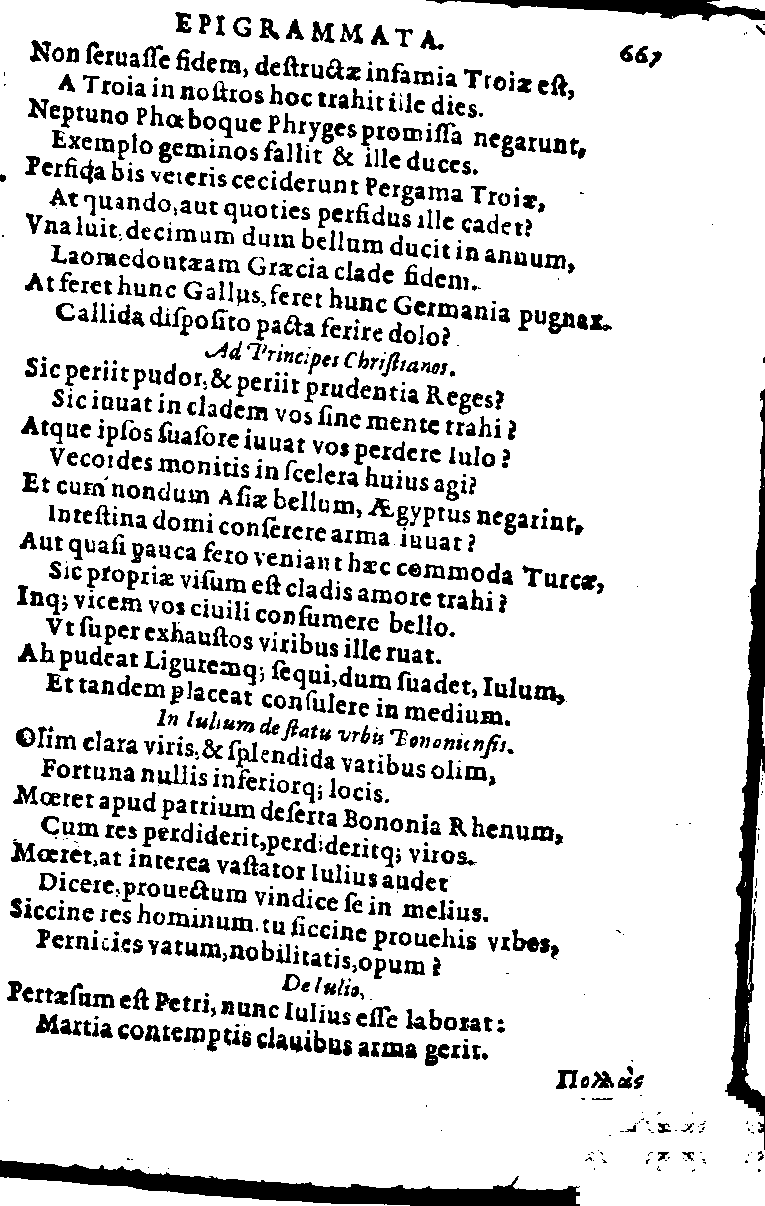 EPIGRAMMATA. 667
Non ſeruaſſe fidem, deſtructæ infamia Troiæ eſt,
A Troia in noſtros hoc trahit ille dies.
Neptuno Phœboque Phryges promiſſa negarunt,
Exemplo geminos fallit & ille duces.
Perfida bis veteris ceciderunt Pergama Troiæ,
At quando, aut quoties perfidus ille cadet?
Vna luit, decimum dum bellum ducit in annum,
Laomedontæam Græcia clade fidem.
At feret hunc Gallus, feret hunc Germania pugnax.
Callida diſpoſito pacta ferire dolo?
Ad Principes Chriſtianos.
Sic periit pudor, & periit prudentia Reges?
Sic iuuat in cladem vos ſine mente trahi?
Atque ipſos ſuaſore iuuat vos perdere Iulo?
Vecordes monitis in ſcelera huius agi?
Et cum nondum Aſiæ bellum, Ægyptus negarint,
Inteſtina domi conſerere arma iuuat?
Aut quaſi pauca fero veniant hæc commoda Turcæ,
Sic propriæ viſum eſt cladis amore trahi?
Inq; vicem vos ciuili conſumere bello.
Vt ſuper exhauſtos viribus ille ruat.
Ah pudeat Liguremq; ſequi, dum ſuadet, Iulum,
Et tandem placeat conſulere in medium.
In Iulium de ſtatu vrbis Bononienſis.
Olim clara viris, & ſplendida vatibus olim,
Fortuna nullis inferiorq; locis.
Mœret apud patrium deſerta Bononia Rhenum,
Cum res perdiderit, perdideritq; viros.
Mœret, at interea vaſtator Iulius audet
Dicere, prouectum vindice ſe in melius.
Siccine res hominum. tu ſiccine prouehis vrbes,
Pernicies vatum, nobilitatis, opum?
De Iulio,
Pertæſum eſt Petri, nunc Iulius eſſe laborat:
Martia contemptis clauibus arma gerit.
Πολλὰς